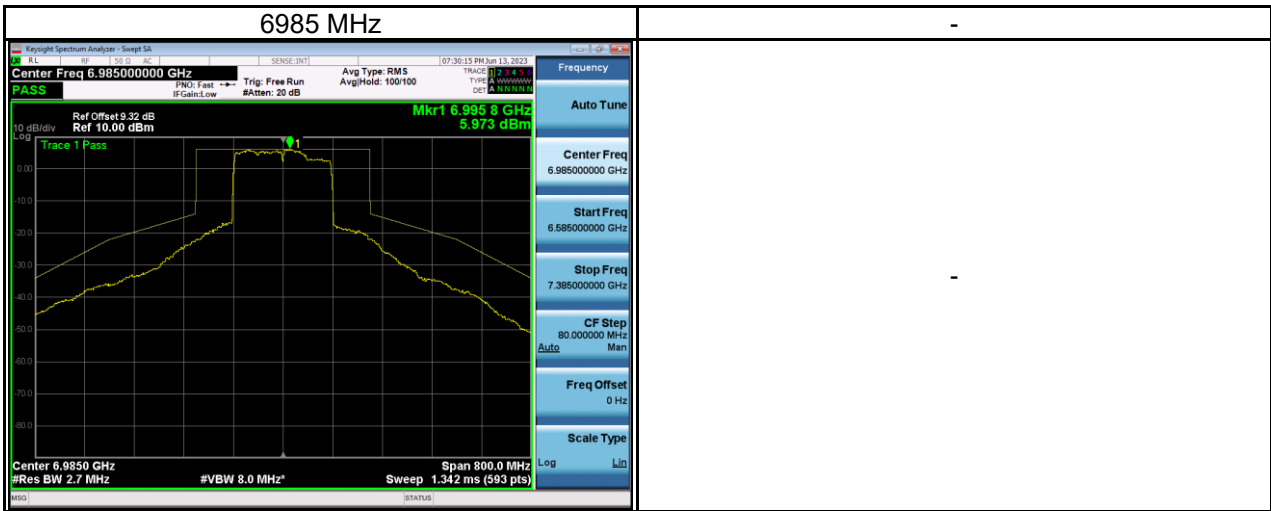 6985 MHz
-
Keysight Spectrum Analyzer - Swept SA
RL RF 50 Ω AC SENSE:INT 07:30:15 PM Jun 13, 2023
Center Freq 6.985000000 GHz
PNO: Fast
IFGain:Low
Trig: Free Run
#Atten: 20 dB
Avg Type: RMS
Avg|Hold: 100/100
TRACE 1 2 3 4 5 6
TYPE A WWWWW
DET A N N N N N
PASS
Ref Offset 9.32 dB
10 dB/div Ref 10.00 dBm
Log
Mkr1 6.995 8 GHz
5.973 dBm
Trace 1 Pass
1
0.00
-10.0
-20.0
-30.0
-40.0
-50.0
-60.0
-70.0
-80.0
Center 6.9850 GHz Span 800.0 MHz
#Res BW 2.7 MHz #VBW 8.0 MHz* Sweep 1.342 ms (593 pts)
MSG STATUS
Frequency
Auto Tune
Center Freq
6.985000000 GHz
Start Freq
6.585000000 GHz
Stop Freq
7.385000000 GHz
CF Step
80.000000 MHz
Auto Man
Freq Offset
0 Hz
Scale Type
Log Lin
-